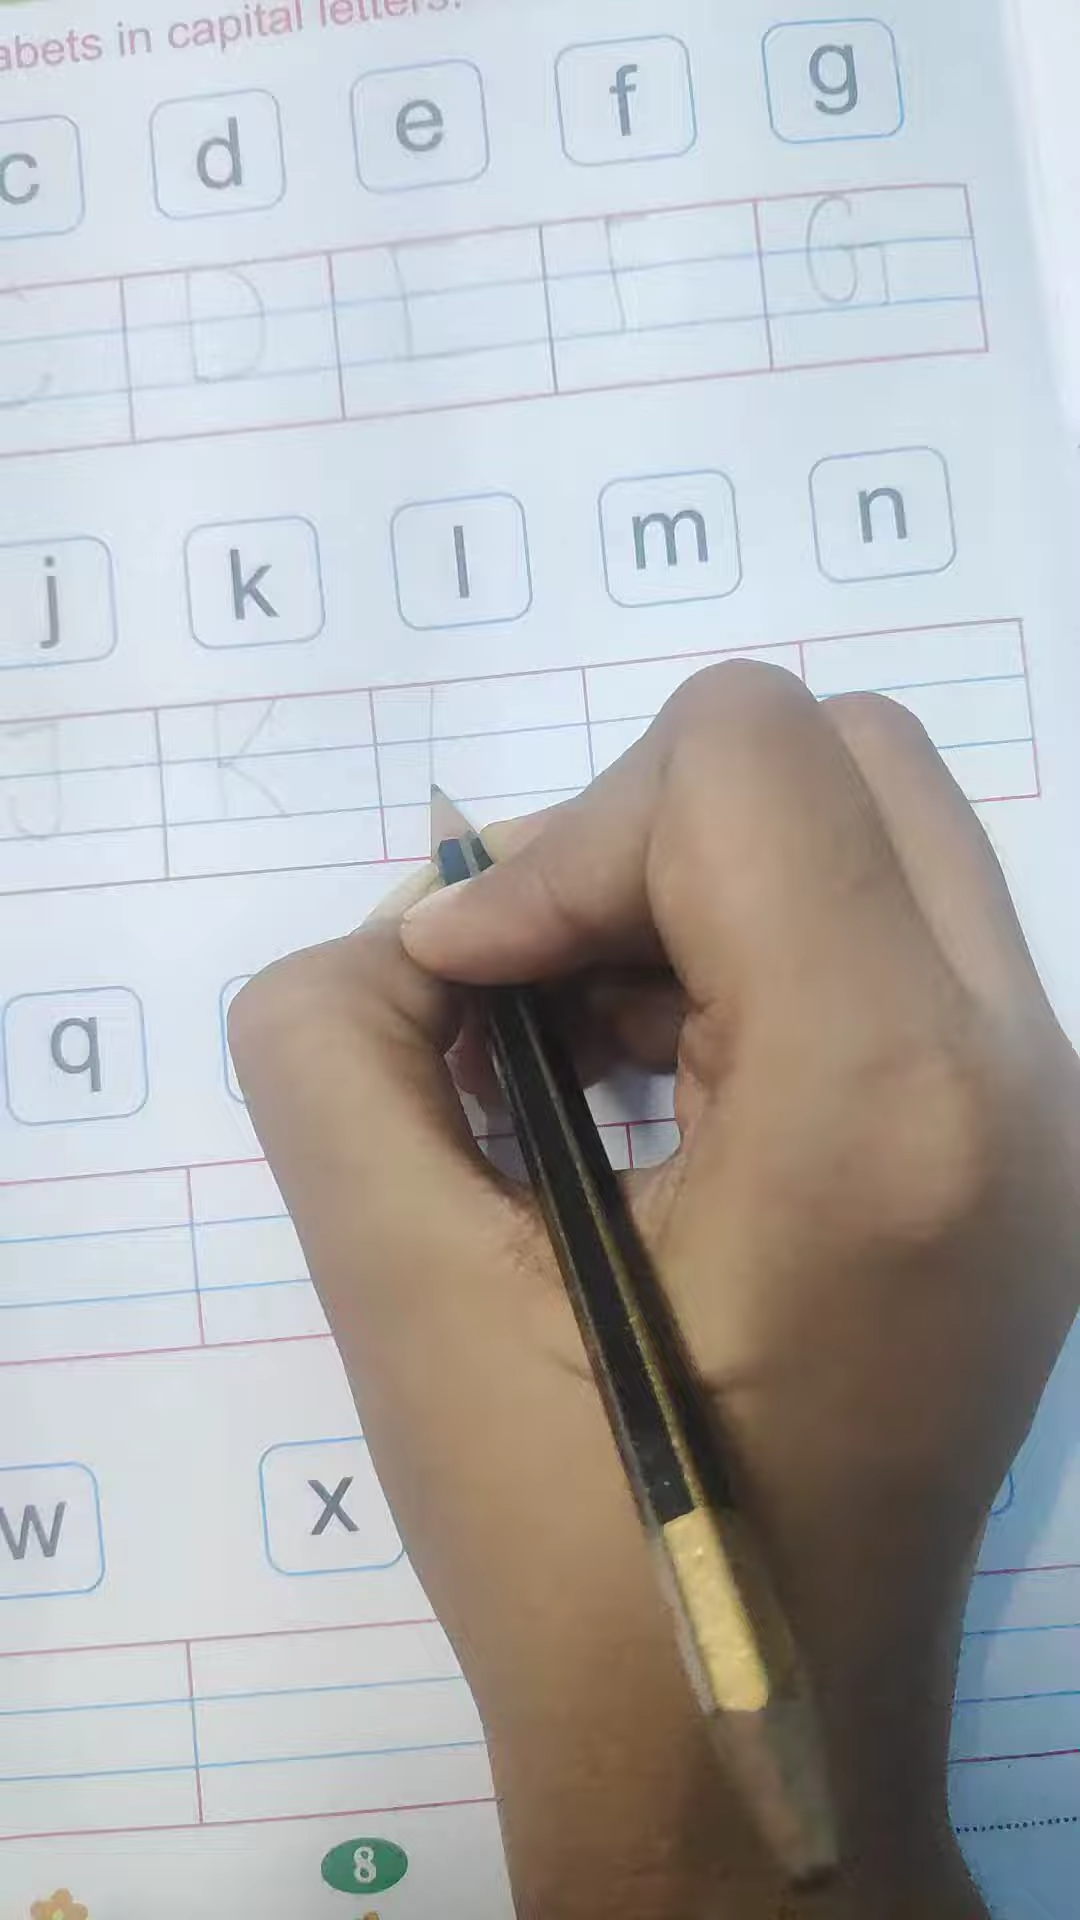 abets in capital letters.
c d e f g
C D E F G
j k l m n
J K
q
w x
8